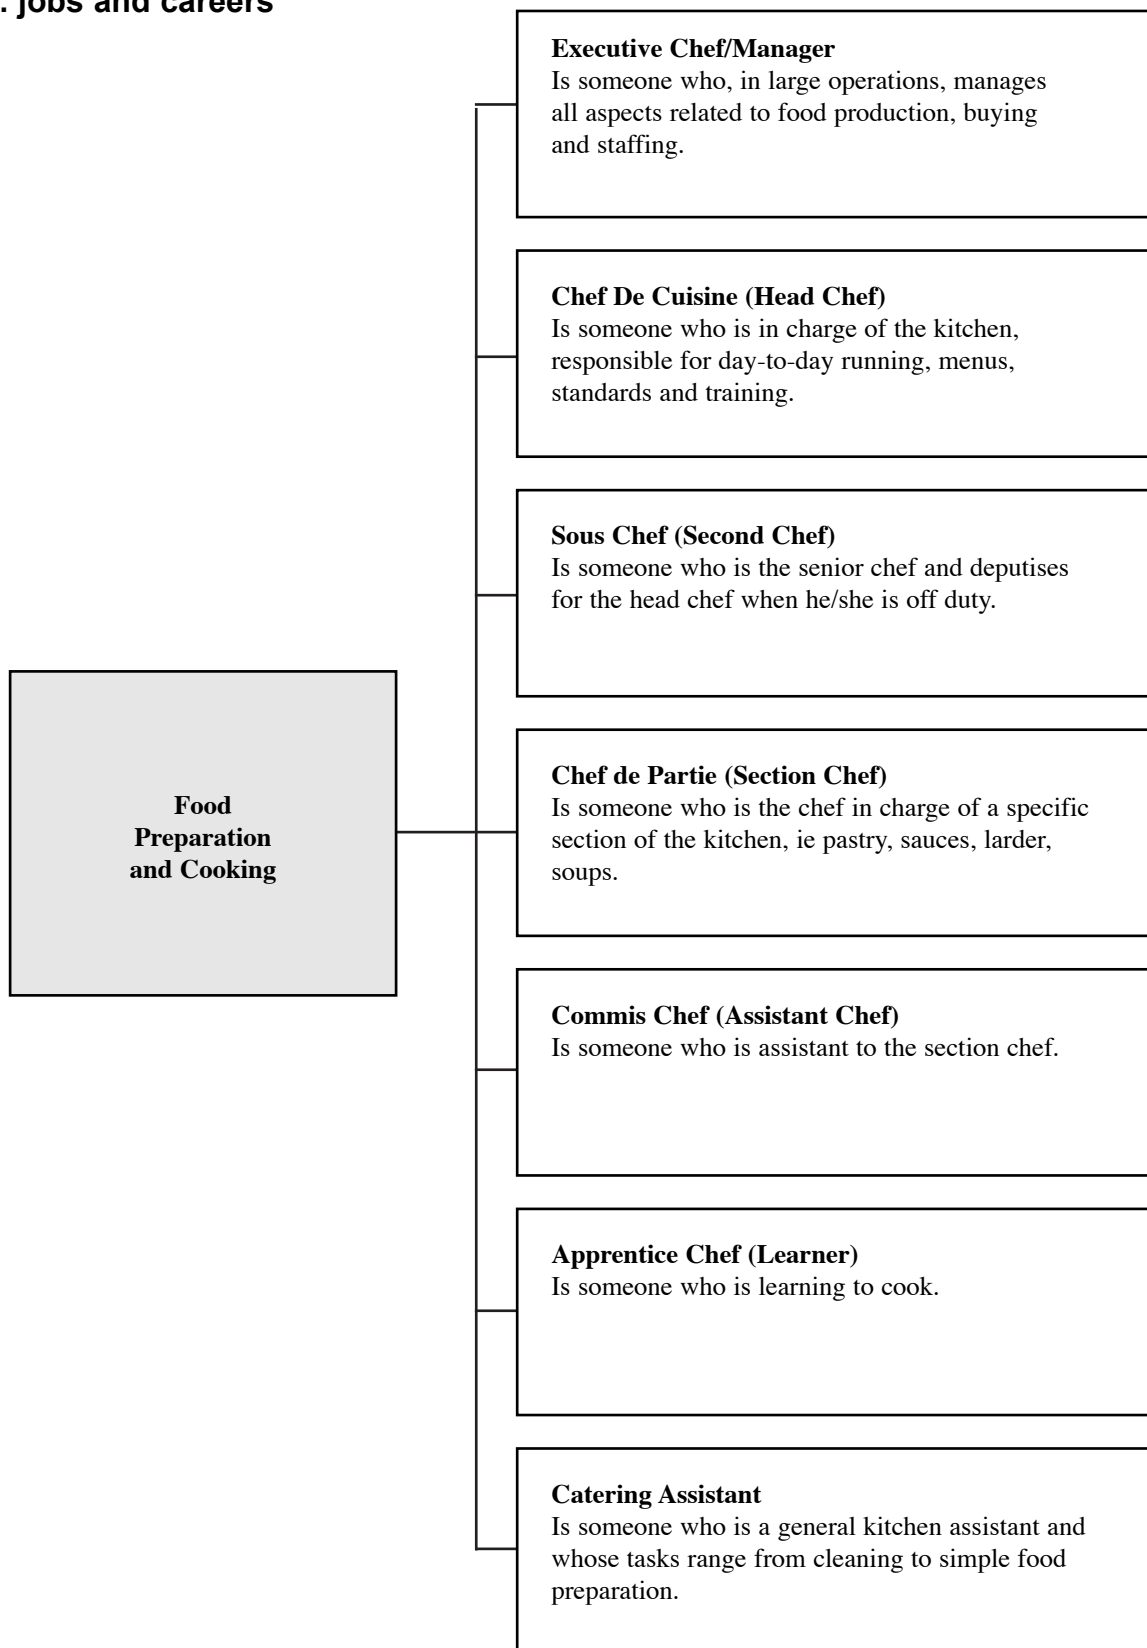 . jobs and careers
Executive Chef/Manager
Is someone who, in large operations, manages
all aspects related to food production, buying
and staffing.
Chef De Cuisine (Head Chef)
Is someone who is in charge of the kitchen,
responsible for day-to-day running, menus,
standards and training.
Sous Chef (Second Chef)
Is someone who is the senior chef and deputises
for the head chef when he/she is off duty.
Food
Preparation
and Cooking
Chef de Partie (Section Chef)
Is someone who is the chef in charge of a specific
section of the kitchen, ie pastry, sauces, larder,
soups.
Commis Chef (Assistant Chef)
Is someone who is assistant to the section chef.
Apprentice Chef (Learner)
Is someone who is learning to cook.
Catering Assistant
Is someone who is a general kitchen assistant and
whose tasks range from cleaning to simple food
preparation.